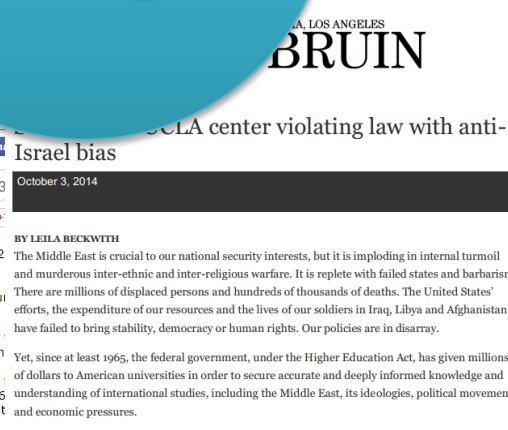 LOS ANGELES
BRUIN
center violating law with anti-
Israel bias
October 3, 2014
BY LEILA BECKWITH
The Middle East is crucial to our national security interests, but it is imploding in internal turmoil
and murderous inter-ethnic and inter-religious warfare. It is replete with failed states and
There are millions of displaced persons and hundreds of thousands of deaths. The United States'
efforts, the expenditure of our resources and the lives of our soldiers in Iraq, Libya and Afghanistan
have failed to bring stability, democracy or human rights. Our policies are in disarray.
Yet, since at least 1965, the federal government, under the Higher Education Act, has given millions
of dollars to American universities in order to secure accurate and deeply informed knowledge and
understanding of international studies, including the Middle East, its ideologies, political
and economic pressures.